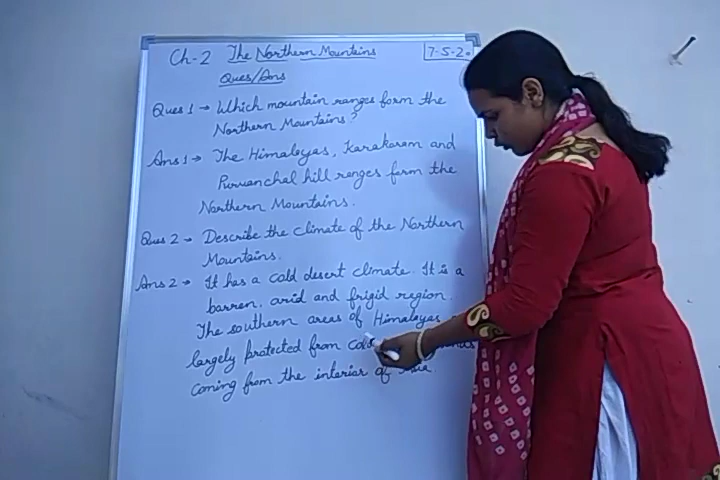 Ch-2 The Northern Mountains
7-5-2
Ques/Ans
Ques 1 → Which mountain ranges form the
Northern Mountains?
Ans 1 → The Himalayas, Karakoram and
Purvanchal hill ranges form the
Northern Mountains.
Ques 2 → Describe the climate of the Northern
Mountains.
Ans 2 → It has a cold desert climate. It is a
barren, arid and frigid region.
The southern areas of Himalayas
largely protected from cold
coming from the interior of Asia.